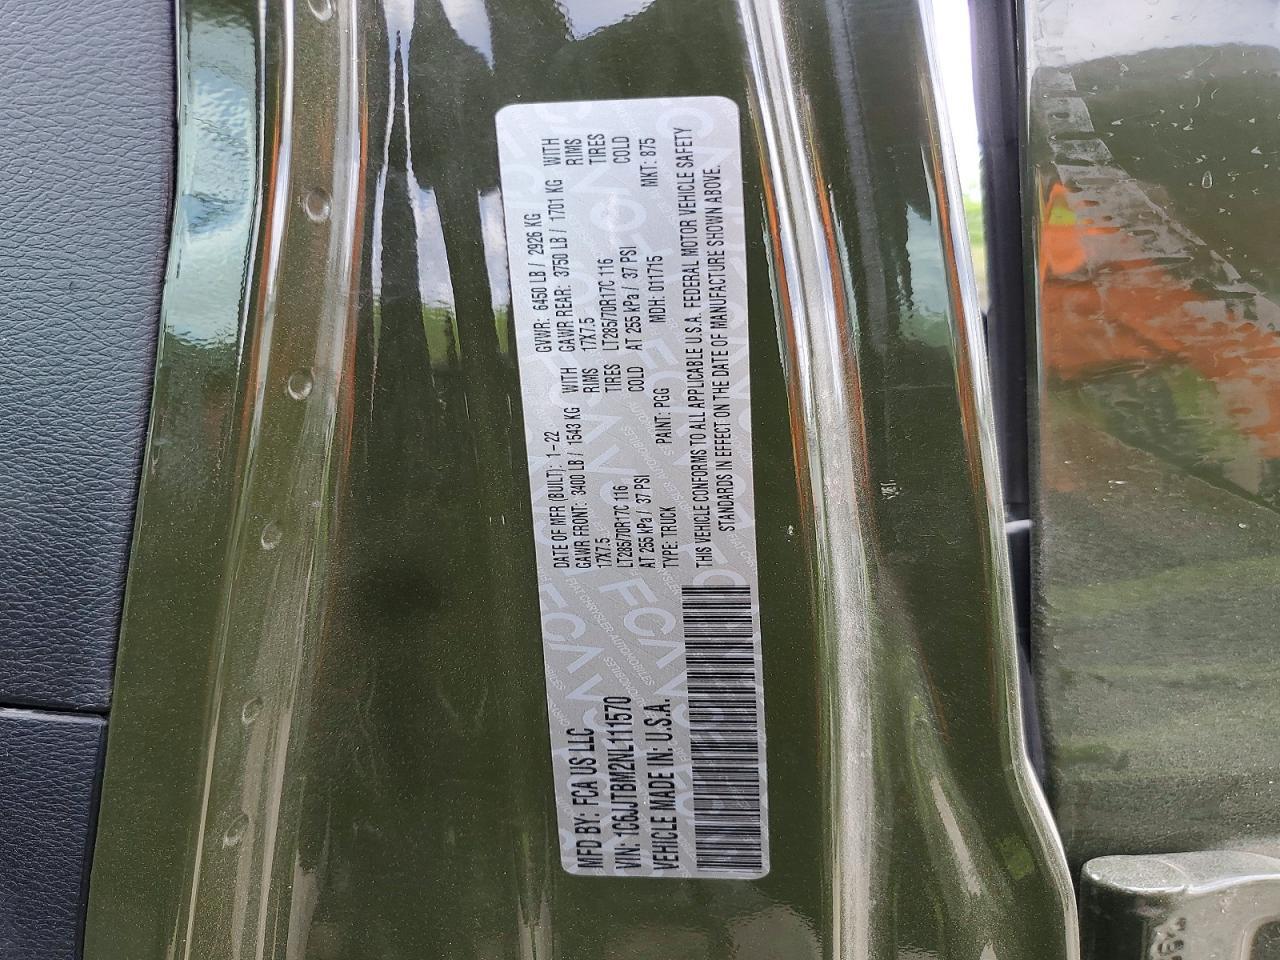 MFD BY: FCA US LLC
DATE OF MFR (BUILT): 1-22
GVWR: 6450 LB / 2926 KG
VIN: 1C6JJTBM2NL111570
GAWR FRONT: 3400 LB / 1543 KG WITH
GAWR REAR: 3750 LB / 1701 KG WITH
VEHICLE MADE IN: U.S.A.
17X7.5 RIMS
17X7.5 RIMS
LT285/70R17C 116 TIRES
LT285/70R17C 116 TIRES
AT 255 kPa / 37 PSI COLD
AT 255 kPa / 37 PSI COLD
TYPE: TRUCK PAINT: PGG MDH: 011715 MKT: 875
THIS VEHICLE CONFORMS TO ALL APPLICABLE U.S.A. FEDERAL MOTOR VEHICLE SAFETY
STANDARDS IN EFFECT ON THE DATE OF MANUFACTURE SHOWN ABOVE.